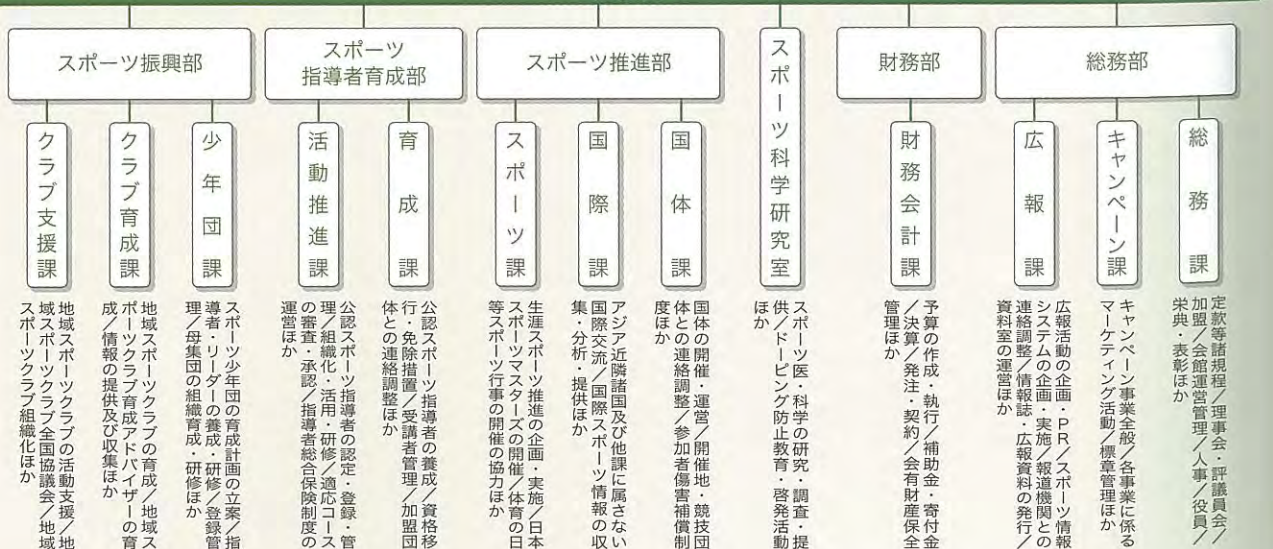 総務部
総務課
定款等諸規程／理事会・評議員会／
加盟／会館運営管理／人事／役員／
栄典・表彰ほか
キャンペーン課
キャンペーン事業全般／各事業に係る
マーケティング活動／標章管理ほか
広報課
広報活動の企画・ＰＲ／スポーツ情報
システムの企画・実施／報道機関との
連絡調整／情報誌・広報資料の発行／
資料室の運営ほか
財務部
財務会計課
予算の作成・執行／補助金・寄付金
／決算／発注・契約／会有財産保全
管理ほか
スポーツ科学研究室
スポーツ医・科学の研究・調査・提
供／ドーピング防止教育・啓発活動
ほか
スポーツ推進部
国体課
国体の開催・運営／開催地・競技団
体との連絡調整／参加者傷害補償制
度ほか
国際課
アジア近隣諸国及び他課に属さない
国際交流／国際スポーツ情報の収
集・分析・提供ほか
スポーツ課
生涯スポーツ推進の企画・実施／日本
スポーツマスターズの開催／体育の日
等スポーツ行事の開催の協力ほか
スポーツ
指導者育成部
育成課
公認スポーツ指導者の養成／資格移
行・免除措置／受講者管理／加盟団
体との連絡調整ほか
活動推進課
公認スポーツ指導者の認定・登録・管
理／組織化・活用・研修／適応コース
の審査・承認／指導者総合保険制度の
運営ほか
スポーツ振興部
少年団課
スポーツ少年団の育成計画の立案／指
導者・リーダーの養成・研修／登録管
理／母集団の組織育成・研修ほか
クラブ育成課
地域スポーツクラブの育成／地域ス
ポーツクラブ育成アドバイザーの育
成／情報の提供及び収集ほか
クラブ支援課
地域スポーツクラブの活動支援／地
域スポーツクラブ全国協議会／地域
スポーツクラブ組織化ほか